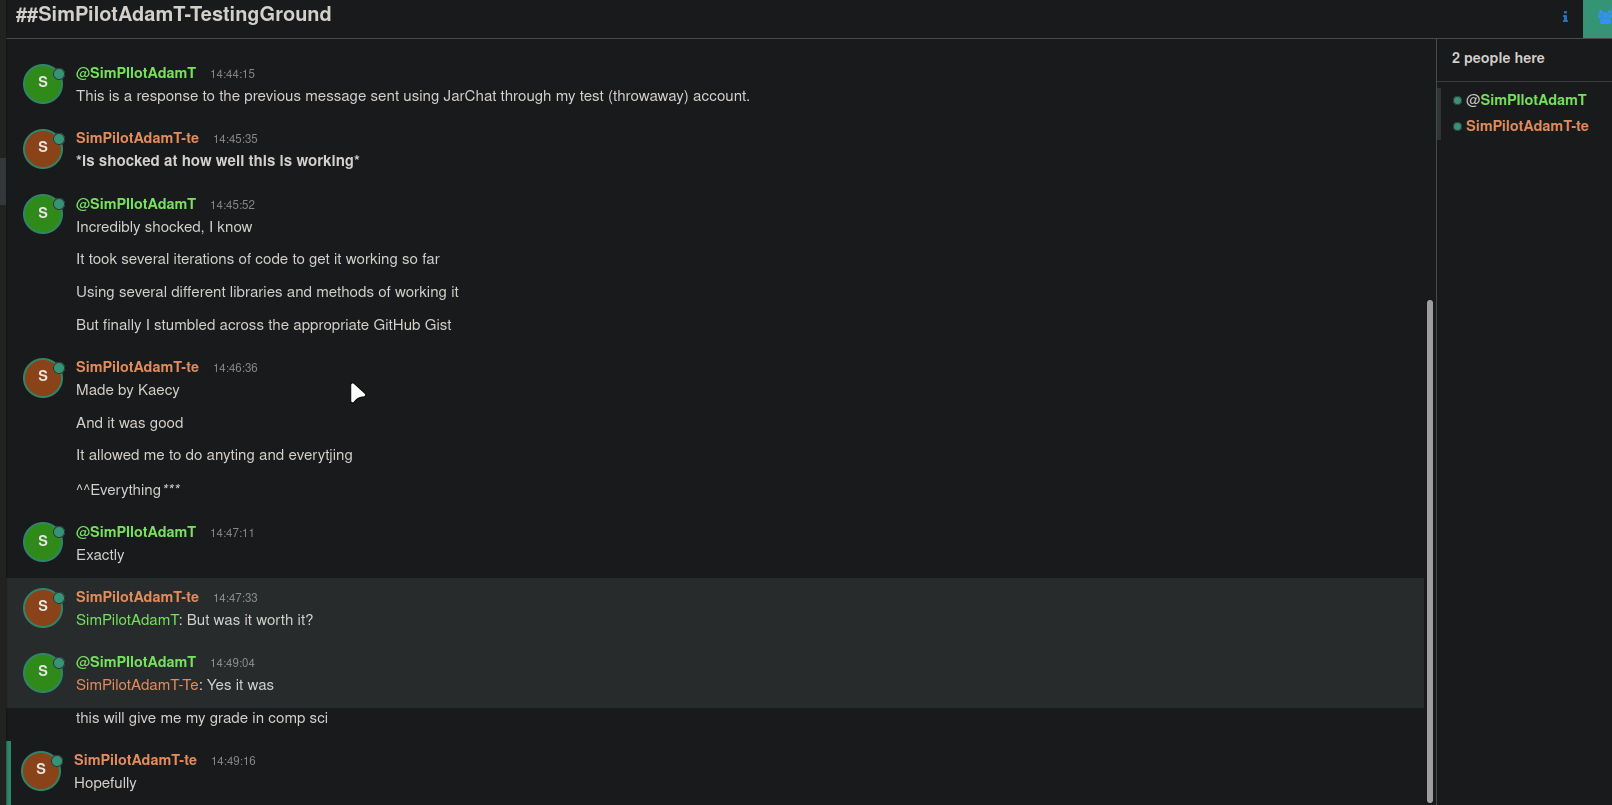 ##SimPilotAdamT-TestingGround
2 people here
@SimPIlotAdamT
SimPilotAdamT-te
S
@SimPIlotAdamT 14:44:15
This is a response to the previous message sent using JarChat through my test (throwaway) account.
S
SimPilotAdamT-te 14:45:35
*Is shocked at how well this is working*
S
@SimPIlotAdamT 14:45:52
Incredibly shocked, I know
It took several iterations of code to get it working so far
Using several different libraries and methods of working it
But finally I stumbled across the appropriate GitHub Gist
S
SimPilotAdamT-te 14:46:36
Made by Kaecy
And it was good
It allowed me to do anyting and everytjing
^^Everything***
S
@SimPIlotAdamT 14:47:11
Exactly
S
SimPilotAdamT-te 14:47:33
SimPilotAdamT: But was it worth it?
S
@SimPIlotAdamT 14:49:04
SimPilotAdamT-Te: Yes it was
this will give me my grade in comp sci
S
SimPilotAdamT-te 14:49:16
Hopefully